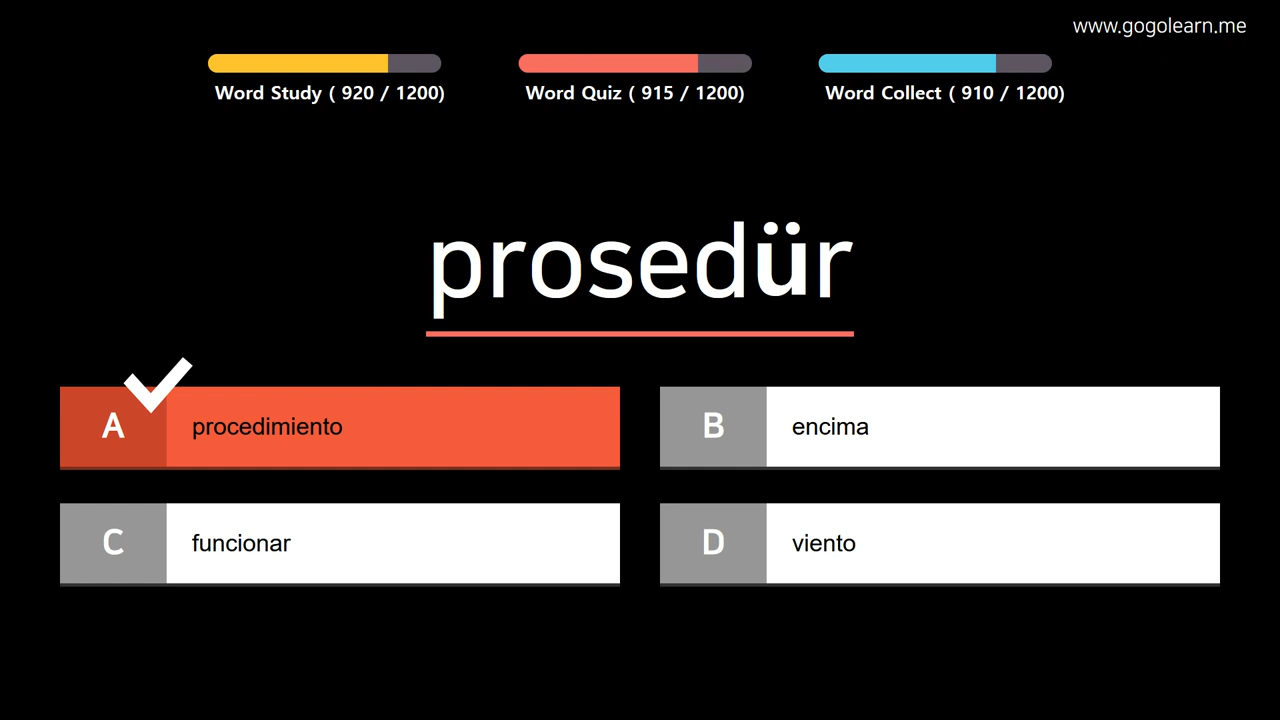 www.gogolearn.me
Word Study ( 920 / 1200)
Word Quiz ( 915 / 1200)
Word Collect ( 910 / 1200)
prosedür
A procedimiento
B encima
C funcionar
D viento